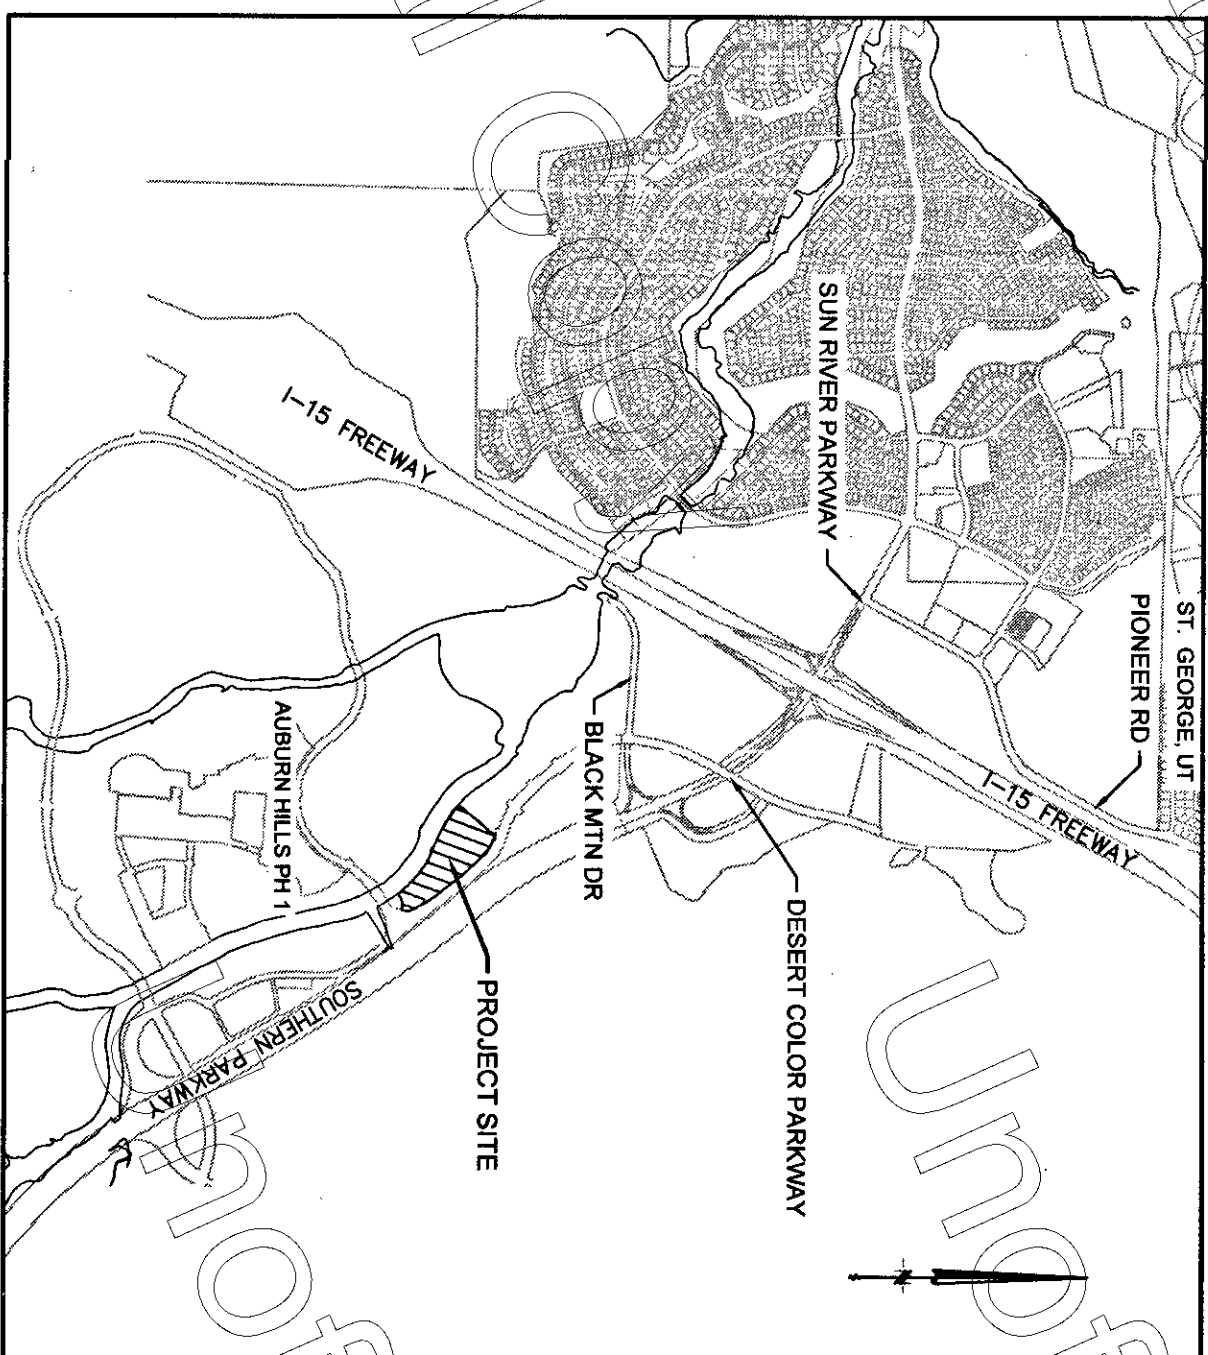 ST. GEORGE, UT
PIONEER RD
I-15 FREEWAY
SUN RIVER PARKWAY
DESERT COLOR PARKWAY
BLACK MTN DR
I-15 FREEWAY
PROJECT SITE
SOUTHERN PARKWAY
AUBURN HILLS PH 1